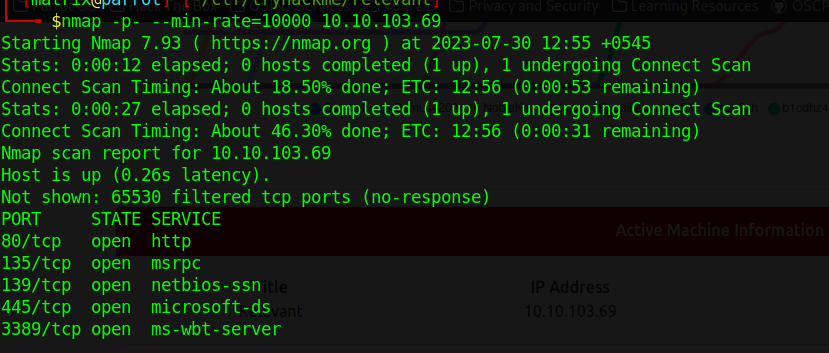 [matrix@parrot]-[~/ctf/tryhackme/relevant]
Privacy and Security Learning Resources OSCP
$nmap -p- --min-rate=10000 10.10.103.69
Starting Nmap 7.93 ( https://nmap.org ) at 2023-07-30 12:55 +0545
Stats: 0:00:12 elapsed; 0 hosts completed (1 up), 1 undergoing Connect Scan
Connect Scan Timing: About 18.50% done; ETC: 12:56 (0:00:53 remaining)
Stats: 0:00:27 elapsed; 0 hosts completed (1 up), 1 undergoing Connect Scan
b1odhz4
Connect Scan Timing: About 46.30% done; ETC: 12:56 (0:00:31 remaining)
Nmap scan report for 10.10.103.69
Host is up (0.26s latency).
Not shown: 65530 filtered tcp ports (no-response)
PORT STATE SERVICE
Active Machine Information
80/tcp open http
135/tcp open msrpc
139/tcp open netbios-ssn
Title IP Address
445/tcp open microsoft-ds
Relevant 10.10.103.69
3389/tcp open ms-wbt-server